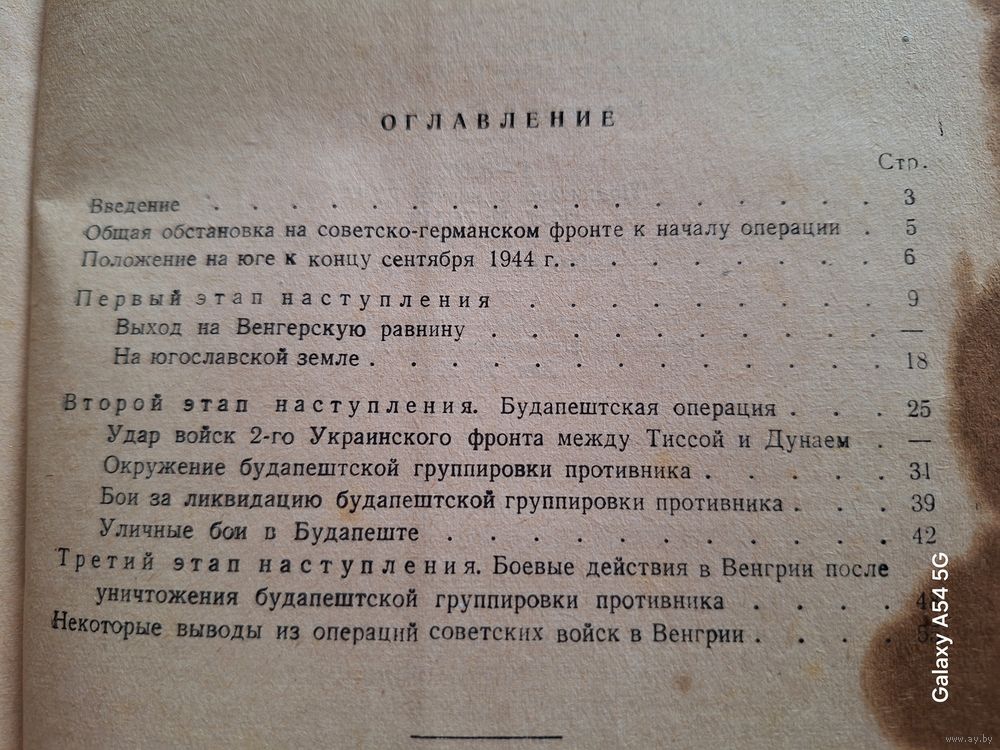 ОГЛАВЛЕНИЕ
Стр.
Введение . . . . . . . . . . . . . . . . . 3
Общая обстановка на советско-германском фронте к началу операции . 5
Положение на юге к концу сентября 1944 г. . . . . . . . 6
Первый этап наступления . . . . . . . . . 9
Выход на Венгерскую равнину . . . . . . . . . . —
На югославской земле . . . . . . . . . . . . . 18
Второй этап наступления. Будапештская операция . . . 25
Удар войск 2-го Украинского фронта между Тиссой и Дунаем . —
Окружение будапештской группировки противника . . . . . 31
Бои за ликвидацию будапештской группировки противника . . . 39
Уличные бои в Будапеште . . . . . . . . . . 42
Третий этап наступления. Боевые действия в Венгрии после
уничтожения будапештской группировки противника . . . .
Некоторые выводы из операций советских войск в Венгрии . . . .
Galaxy A54 5G
www.ay.by